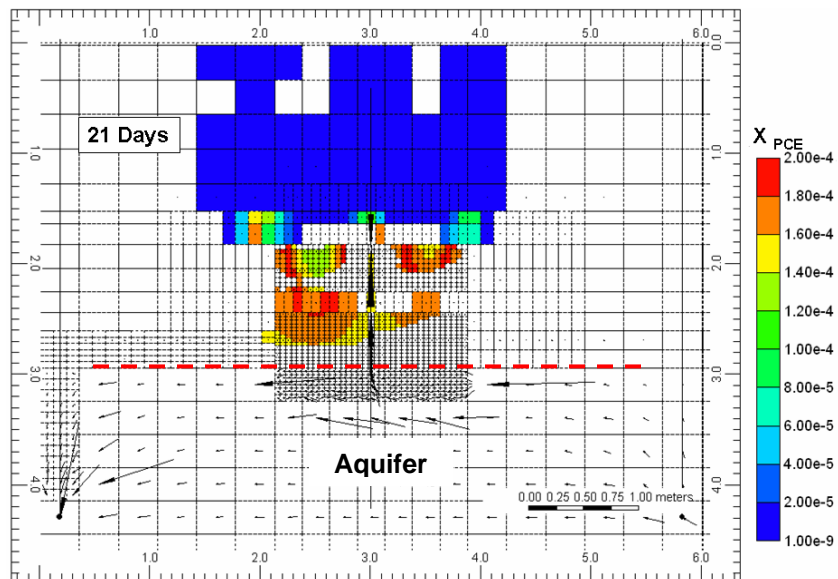 1.0 2.0 3.0 4.0 5.0 6.0
0.0
1.0
2.0
3.0
4.0
21 Days
Aquifer
0.00 0.25 0.50 0.75 1.00 meters
1.0 2.0 3.0 4.0 5.0 6.0
0.0
1.0
2.0
3.0
4.0
X PCE
2.00e-4
1.80e-4
1.60e-4
1.40e-4
1.20e-4
1.00e-4
8.00e-5
6.00e-5
4.00e-5
2.00e-5
1.00e-9